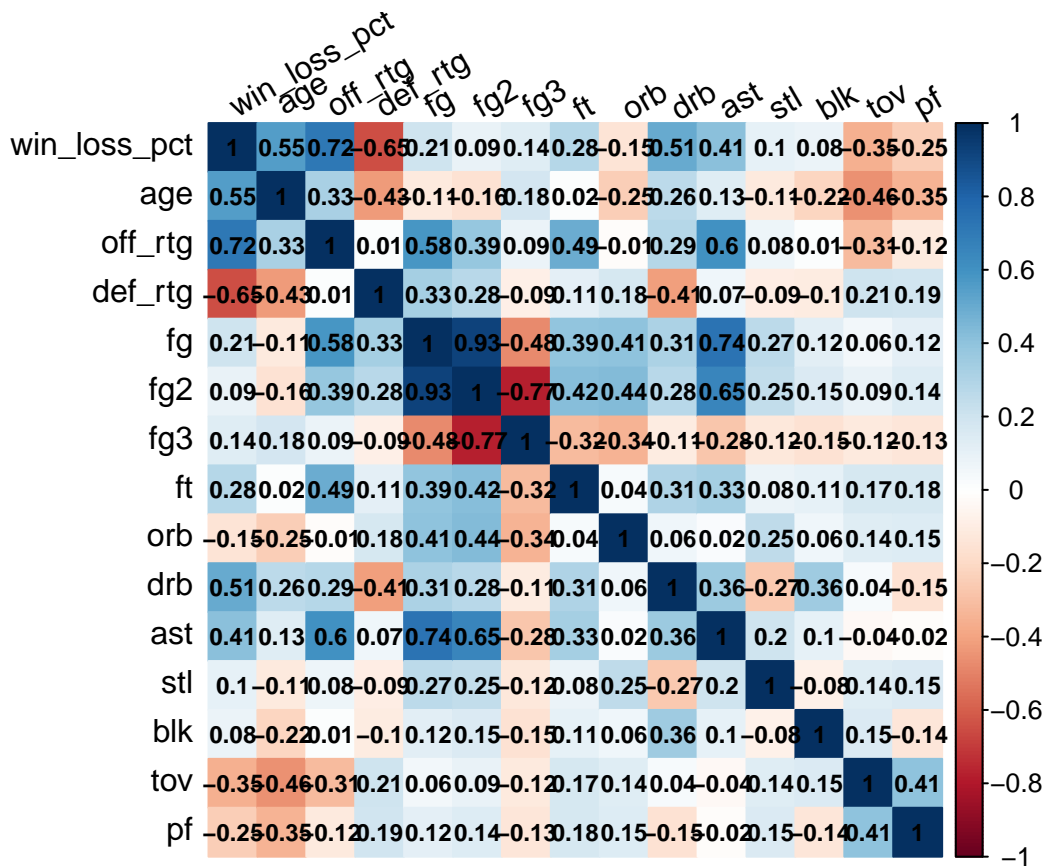 win_loss_pct age off_rtg def_rtg fg fg2 fg3 ft orb drb ast stl blk tov pf
win_loss_pct 1 0.55 0.72 −0.65 0.21 0.09 0.14 0.28 −0.15 0.51 0.41 0.1 0.08 −0.35 −0.25
age 0.55 1 0.33 −0.43 −0.11 −0.16 0.18 0.02 −0.25 0.26 0.13 −0.11 −0.22 −0.46 −0.35
off_rtg 0.72 0.33 1 0.01 0.58 0.39 0.09 0.49 −0.01 0.29 0.6 0.08 0.01 −0.31 −0.12
def_rtg −0.65 −0.43 0.01 1 0.33 0.28 −0.09 0.11 0.18 −0.41 0.07 −0.09 −0.1 0.21 0.19
fg 0.21 −0.11 0.58 0.33 1 0.93 −0.48 0.39 0.41 0.31 0.74 0.27 0.12 0.06 0.12
fg2 0.09 −0.16 0.39 0.28 0.93 1 −0.77 0.42 0.44 0.28 0.65 0.25 0.15 0.09 0.14
fg3 0.14 0.18 0.09 −0.09 −0.48 −0.77 1 −0.32 −0.34 −0.11 −0.28 −0.12 −0.15 −0.12 −0.13
ft 0.28 0.02 0.49 0.11 0.39 0.42 −0.32 1 0.04 0.31 0.33 0.08 0.11 0.17 0.18
orb −0.15 −0.25 −0.01 0.18 0.41 0.44 −0.34 0.04 1 0.06 0.02 0.25 0.06 0.14 0.15
drb 0.51 0.26 0.29 −0.41 0.31 0.28 −0.11 0.31 0.06 1 0.36 −0.27 0.36 0.04 −0.15
ast 0.41 0.13 0.6 0.07 0.74 0.65 −0.28 0.33 0.02 0.36 1 0.2 0.1 −0.04 −0.02
stl 0.1 −0.11 0.08 −0.09 0.27 0.25 −0.12 0.08 0.25 −0.27 0.2 1 −0.08 0.14 0.15
blk 0.08 −0.22 0.01 −0.1 0.12 0.15 −0.15 0.11 0.06 0.36 0.1 −0.08 1 0.15 −0.14
tov −0.35 −0.46 −0.31 0.21 0.06 0.09 −0.12 0.17 0.14 0.04 −0.04 0.14 0.15 1 0.41
pf −0.25 −0.35 −0.12 0.19 0.12 0.14 −0.13 0.18 0.15 −0.15 −0.02 0.15 −0.14 0.41 1
1
0.8
0.6
0.4
0.2
0
−0.2
−0.4
−0.6
−0.8
−1